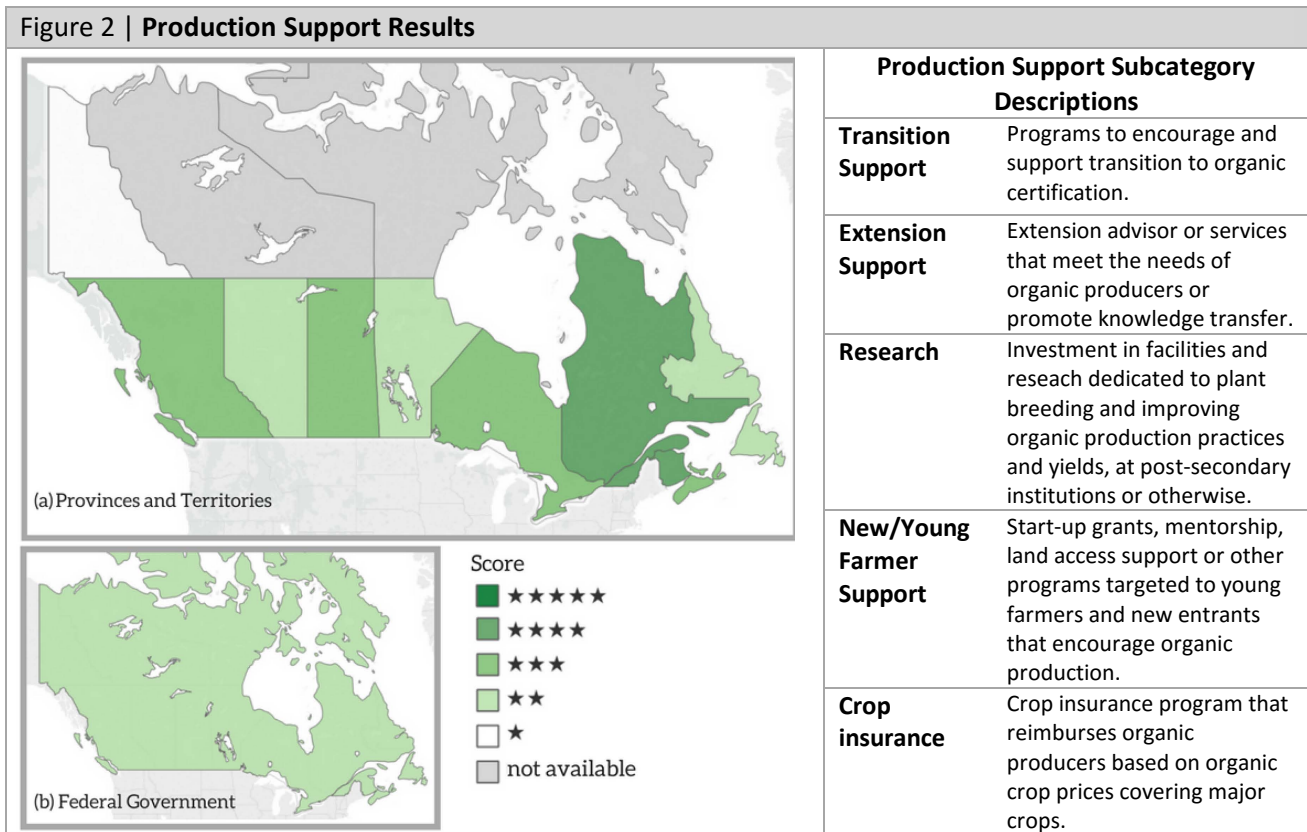 Figure 2 | Production Support Results
(a) Provinces and Territories
(b) Federal Government
Score
★★★★★
★★★★
★★★
★★
★
not available
Production Support Subcategory
Descriptions
Transition
Support
Programs to encourage and
support transition to organic
certification.
Extension
Support
Extension advisor or services
that meet the needs of
organic producers or
promote knowledge transfer.
Research
Investment in facilities and
reseach dedicated to plant
breeding and improving
organic production practices
and yields, at post-secondary
institutions or otherwise.
New/Young
Farmer
Support
Start-up grants, mentorship,
land access support or other
programs targeted to young
farmers and new entrants
that encourage organic
production.
Crop
insurance
Crop insurance program that
reimburses organic
producers based on organic
crop prices covering major
crops.